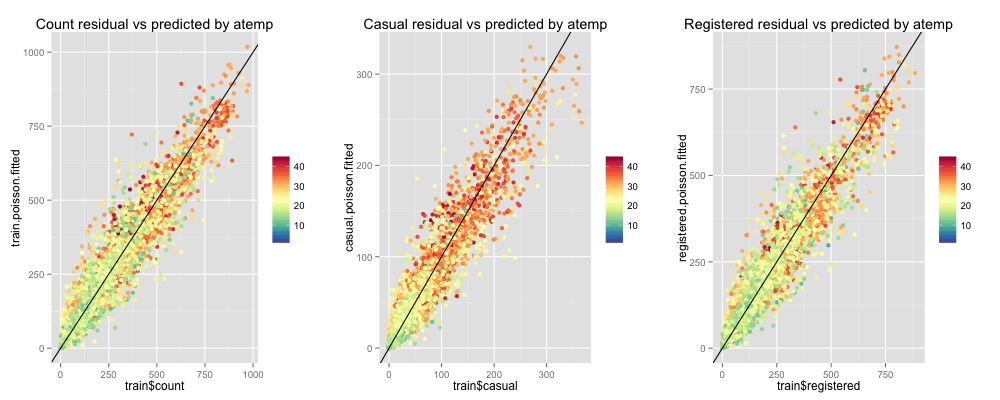 Count residual vs predicted by atemp
train.poisson.fitted
1000
750
500
250
0
0 250 500 750 1000
train$count
40
30
20
10
Casual residual vs predicted by atemp
casual.poisson.fitted
300
200
100
0
0 100 200 300
train$casual
40
30
20
10
Registered residual vs predicted by atemp
registered.poisson.fitted
750
500
250
0
0 250 500 750
train$registered
40
30
20
10